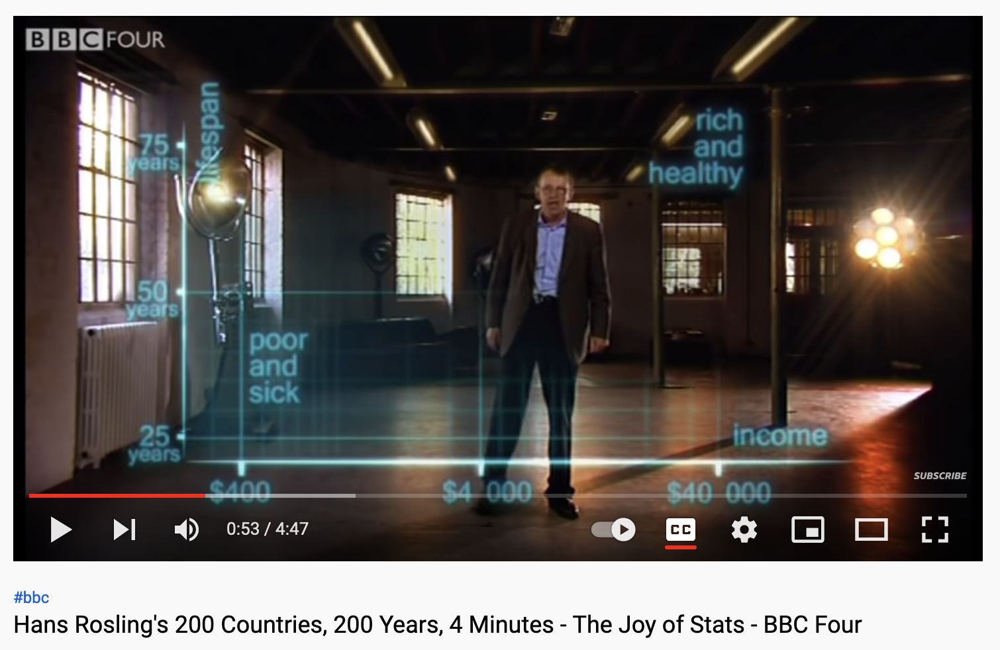 BBC FOUR
lifespan
75
years
rich
and
healthy
50
years
poor
and
sick
25
years
income
$400
$4 000
$40 000
SUBSCRIBE
0:53 / 4:47
CC
#bbc
Hans Rosling's 200 Countries, 200 Years, 4 Minutes - The Joy of Stats - BBC Four